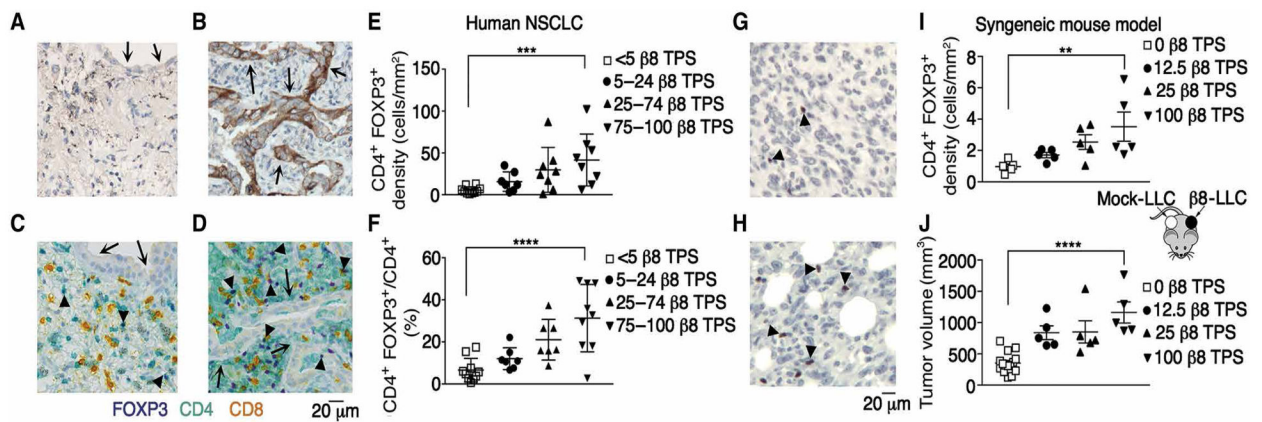 A
B
E
Human NSCLC
CD4⁺ FOXP3⁺
density (cells/mm²)
150
100
50
0
***
<5 β8 TPS
5–24 β8 TPS
25–74 β8 TPS
75–100 β8 TPS
G
I
Syngeneic mouse model
CD4⁺ FOXP3⁺
density (cells/mm²)
8
6
4
2
0
**
0 β8 TPS
12.5 β8 TPS
25 β8 TPS
100 β8 TPS
C
D
FOXP3 CD4 CD8
20 μm
F
CD4⁺ FOXP3⁺/CD4⁺
(%)
60
40
20
0
****
<5 β8 TPS
5–24 β8 TPS
25–74 β8 TPS
75–100 β8 TPS
H
20 μm
Mock-LLC β8-LLC
J
Tumor volume (mm³)
2000
1500
1000
500
0
****
0 β8 TPS
12.5 β8 TPS
25 β8 TPS
100 β8 TPS